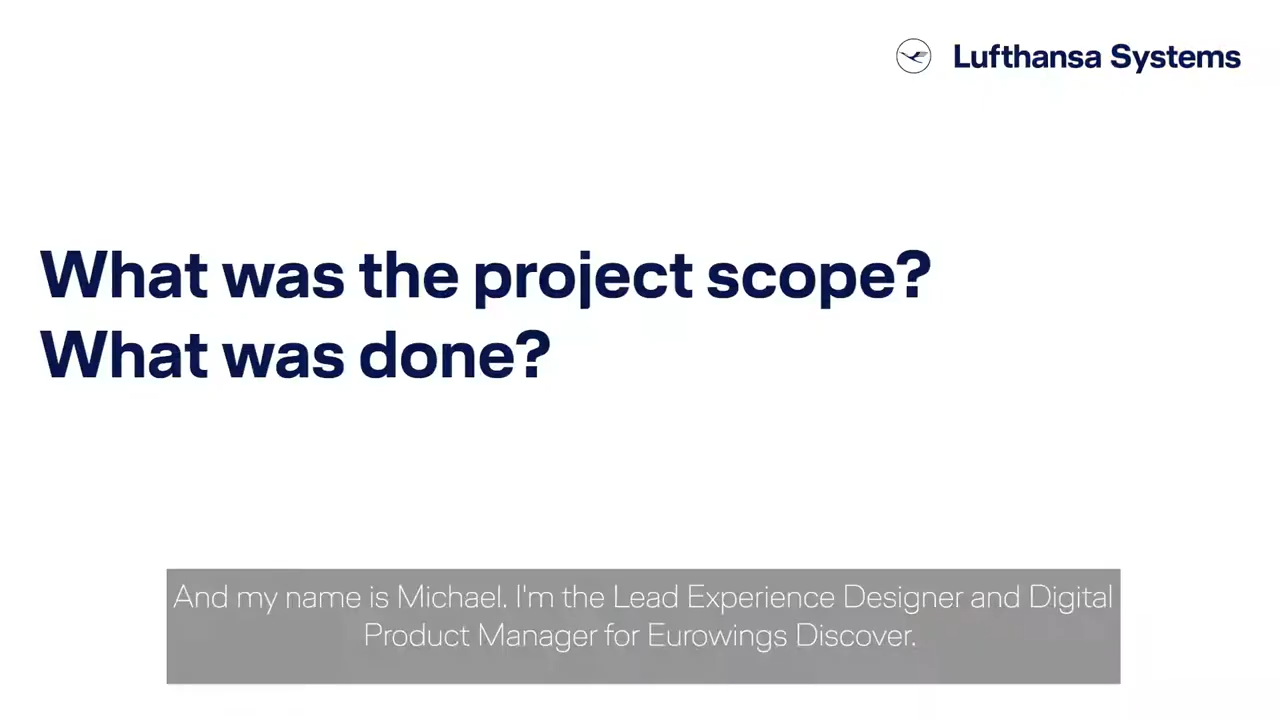 Lufthansa Systems
What was the project scope?
What was done?
And my name is Michael. I'm the Lead Experience Designer and Digital
Product Manager for Eurowings Discover.